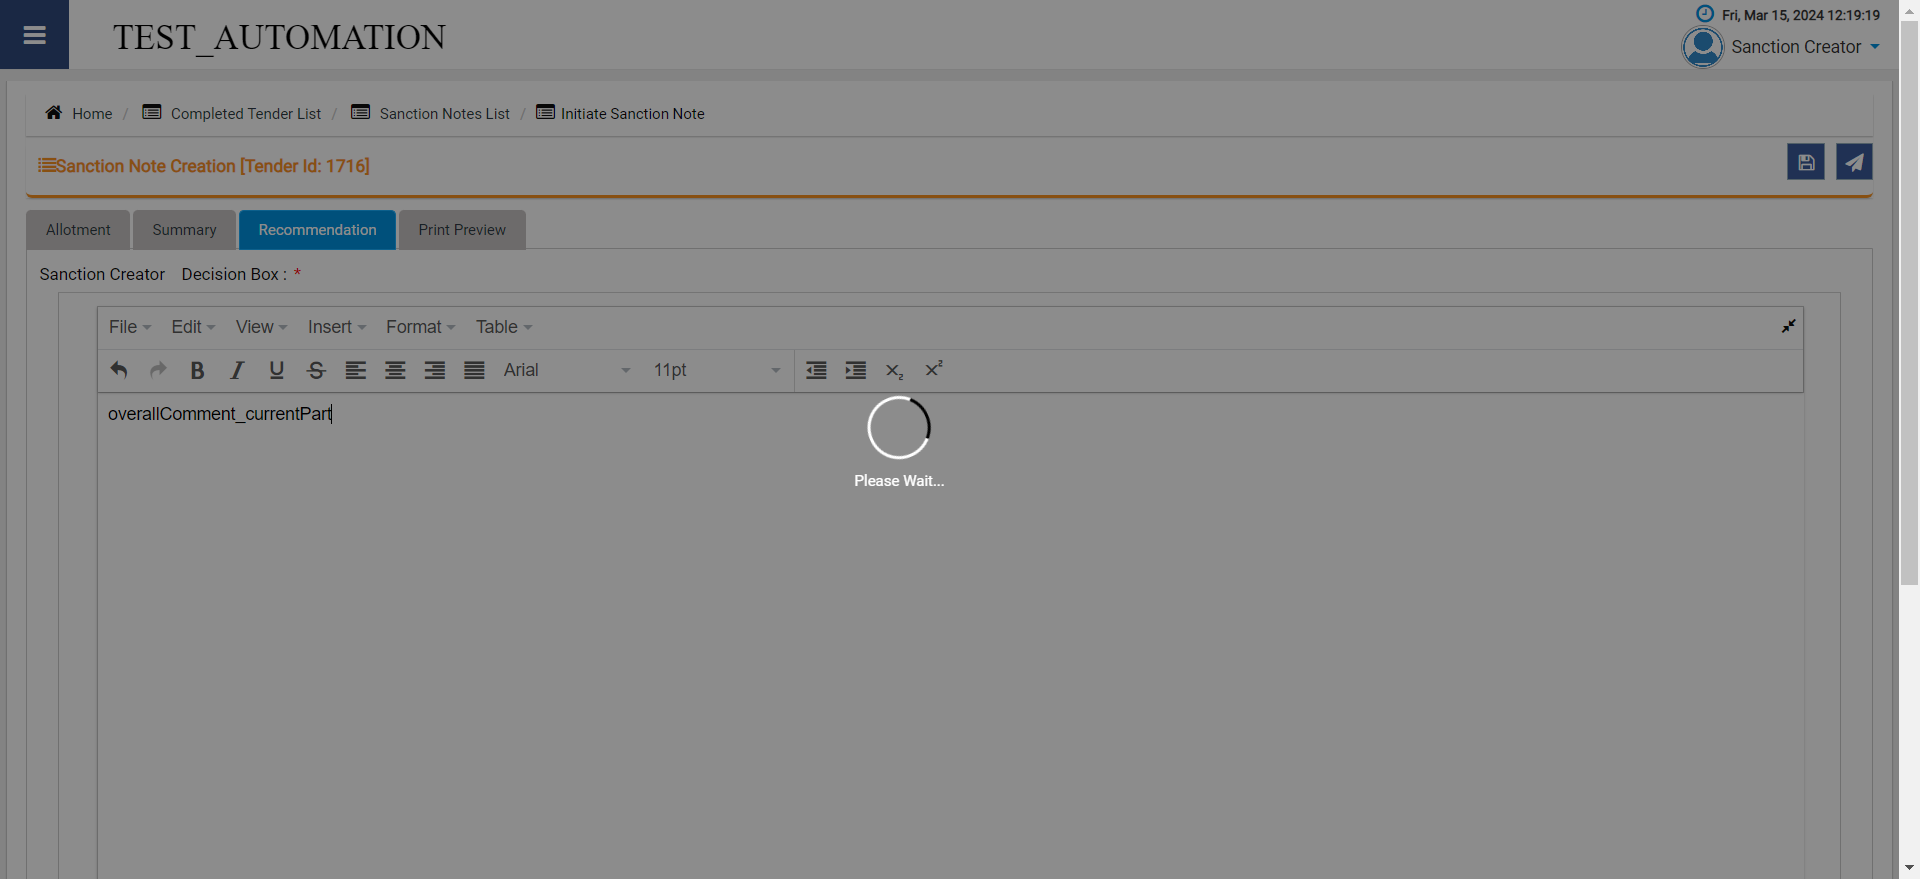 TEST_AUTOMATION
Fri, Mar 15, 2024 12:19:19
Sanction Creator
Home / Completed Tender List / Sanction Notes List / Initiate Sanction Note
Sanction Note Creation [Tender Id: 1716]
Allotment Summary Recommendation Print Preview
Sanction Creator Decision Box : *
File Edit View Insert Format Table
B I U S Arial 11pt x₂ x²
overallComment_currentPart
Please Wait...